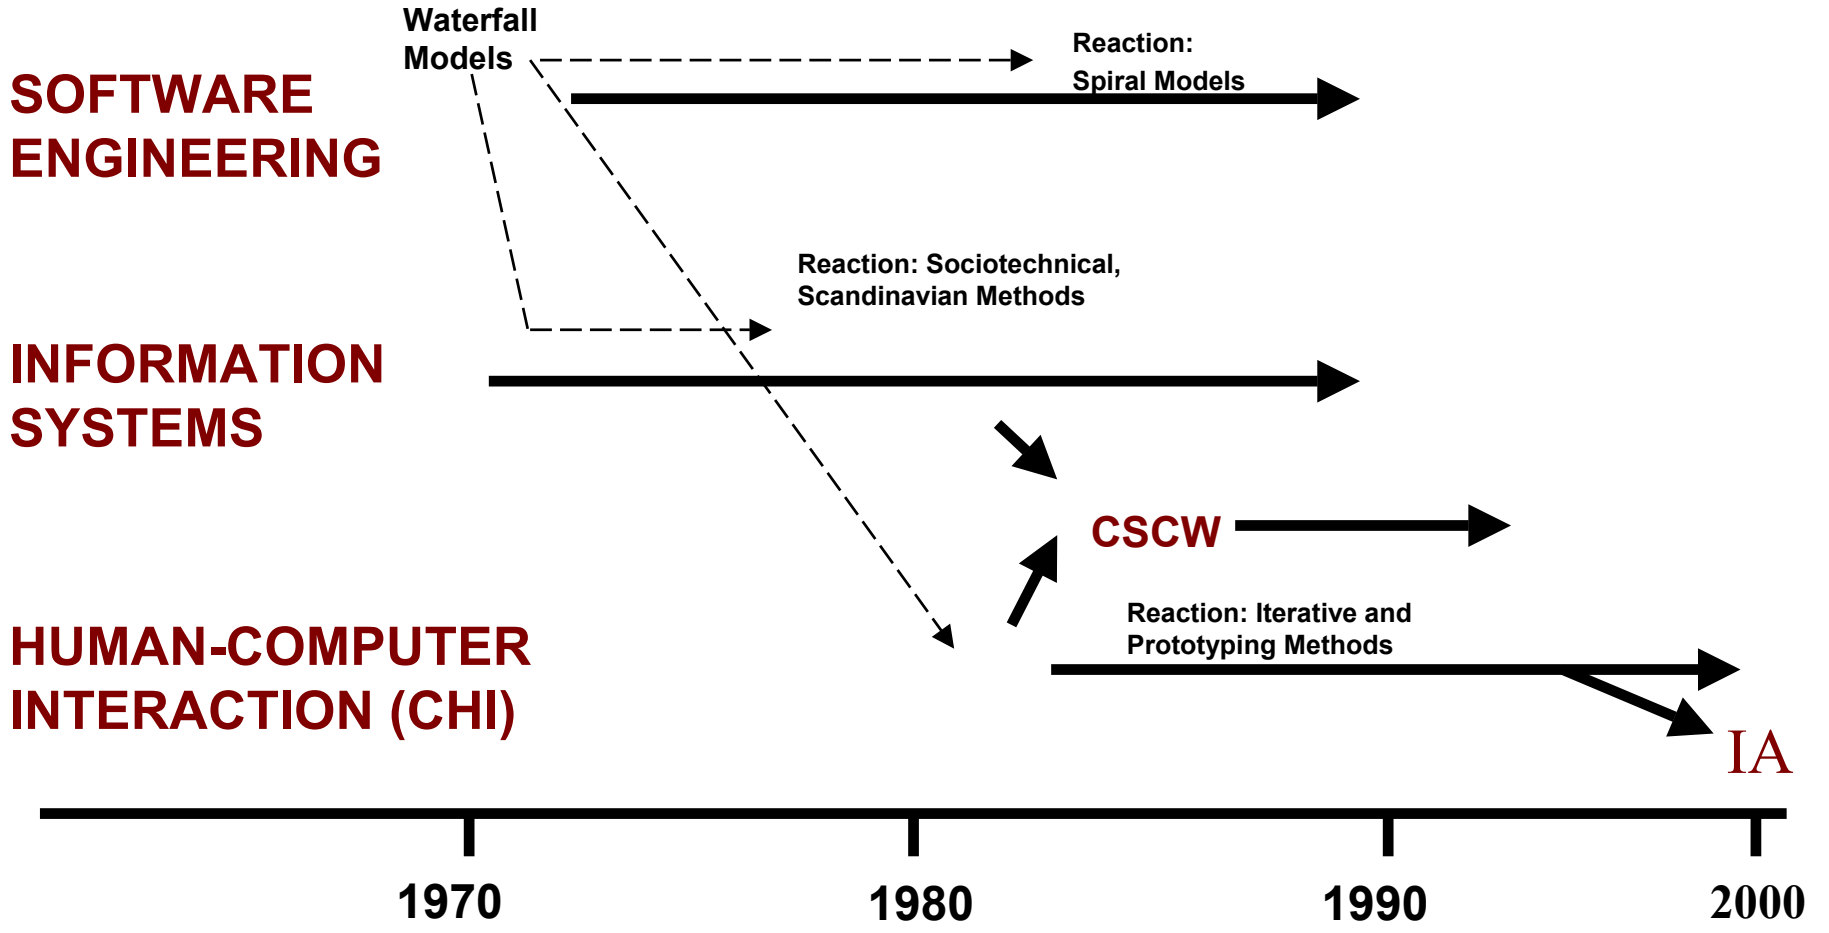 Waterfall
Models
Reaction:
Spiral Models
SOFTWARE
ENGINEERING
Reaction: Sociotechnical,
Scandinavian Methods
INFORMATION
SYSTEMS
CSCW
Reaction: Iterative and
Prototyping Methods
HUMAN-COMPUTER
INTERACTION (CHI)
IA
1970
1980
1990
2000